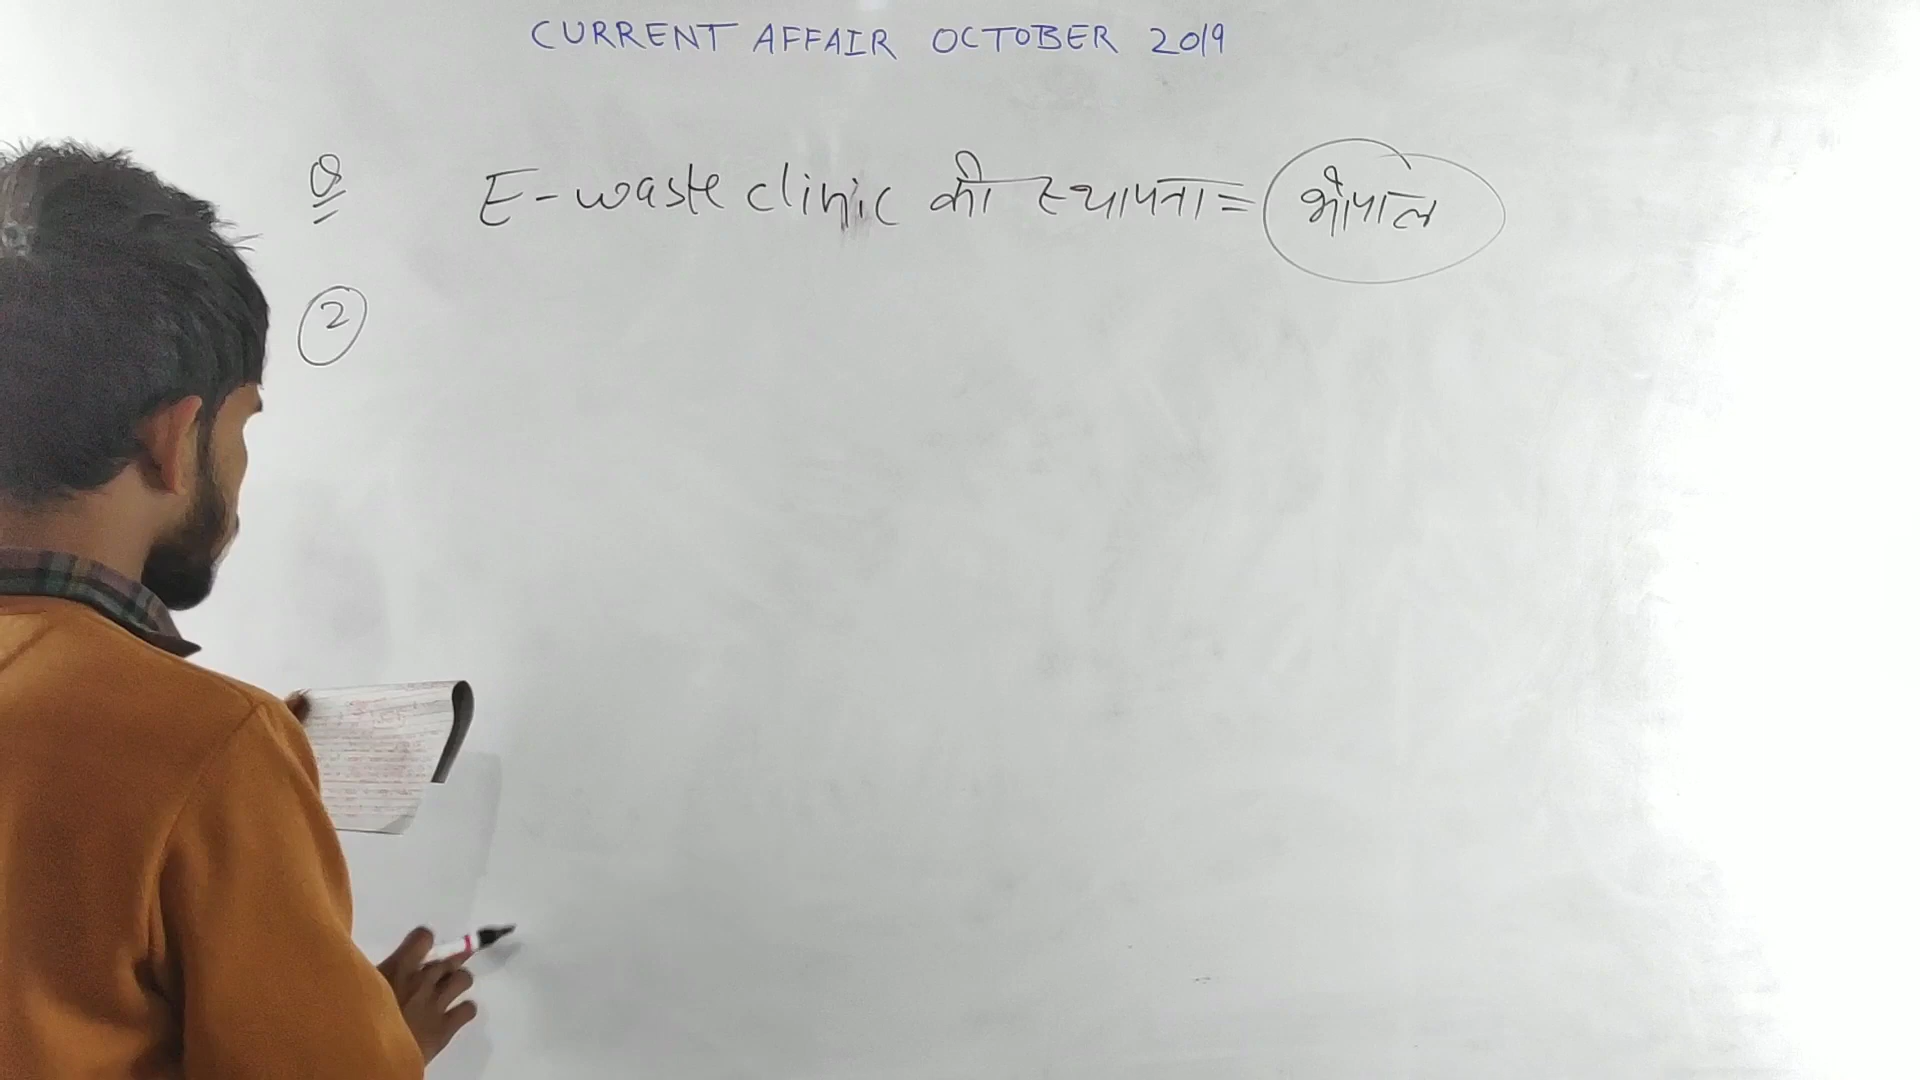 CURRENT AFFAIR OCTOBER 2019
Q E-waste clinic की स्थापना = भोपाल
2